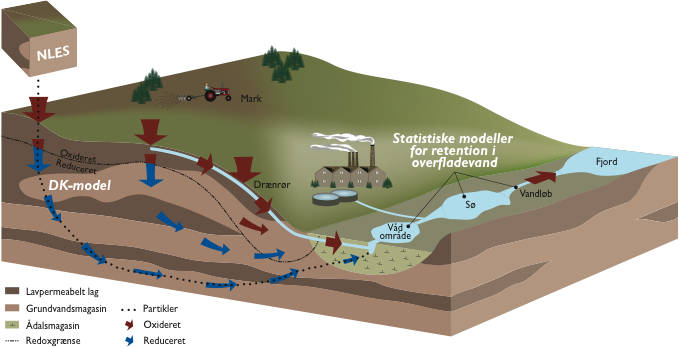 NLES
Mark
Statistiske modeller
for retention i
overfladevand
Fjord
Oxideret
Reduceret
DK-model
Drænrør
Vandløb
Sø
Våd
område
Lavpermeabelt lag
Grundvandsmagasin
Ådalsmagasin
Redoxgrænse
Partikler
Oxideret
Reduceret